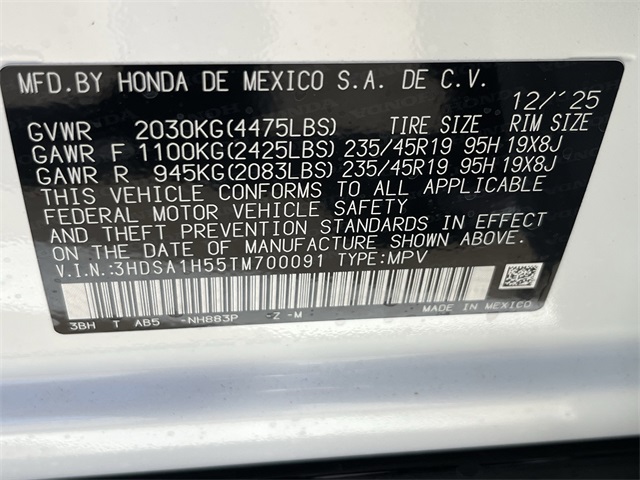 MFD.BY HONDA DE MEXICO S.A. DE C.V.
12/'25
GVWR 2030KG(4475LBS) TIRE SIZE RIM SIZE
GAWR F 1100KG(2425LBS) 235/45R19 95H 19X8J
GAWR R 945KG(2083LBS) 235/45R19 95H 19X8J
THIS VEHICLE CONFORMS TO ALL APPLICABLE
FEDERAL MOTOR VEHICLE SAFETY
AND THEFT PREVENTION STANDARDS IN EFFECT
ON THE DATE OF MANUFACTURE SHOWN ABOVE.
V.I.N.:3HDSA1H55TM700091 TYPE:MPV
3BH T AB5 -NH883P -Z -M MADE IN MEXICO